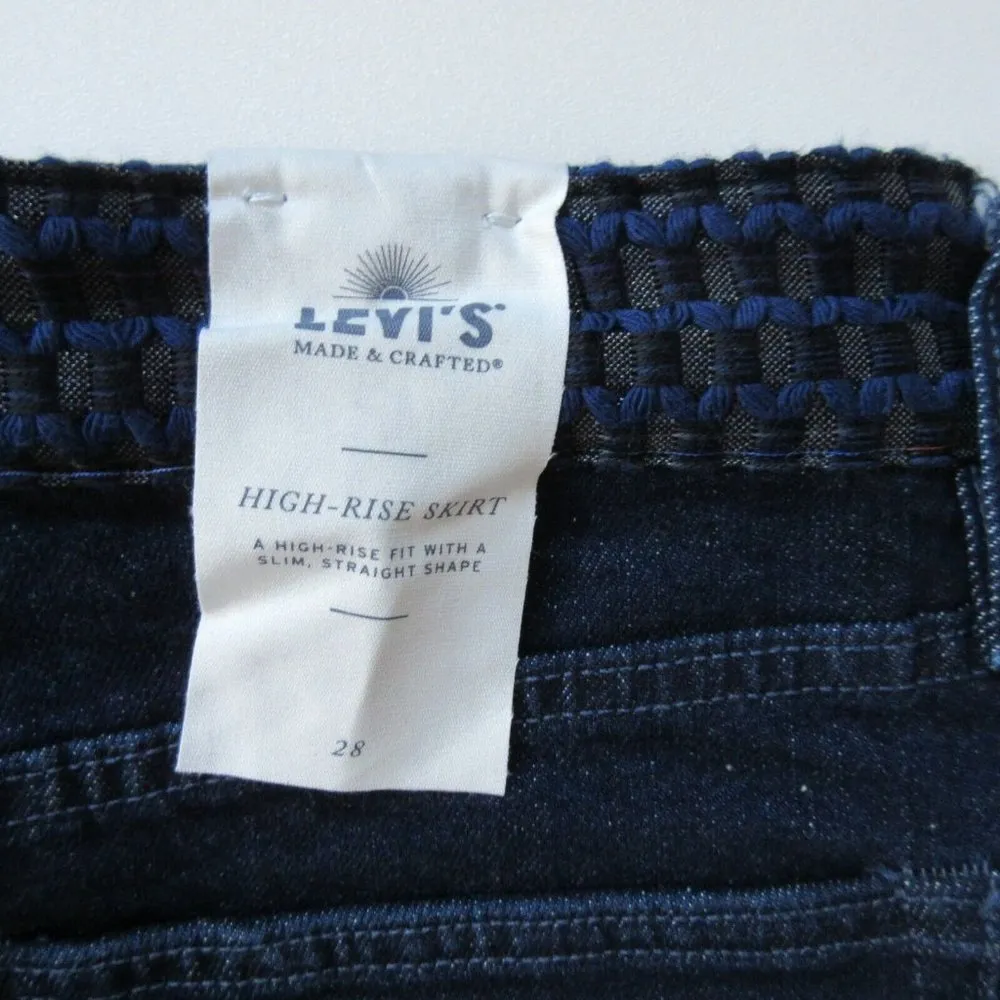 LEVI'S®
MADE & CRAFTED®
HIGH-RISE SKIRT
A HIGH-RISE FIT WITH A
SLIM, STRAIGHT SHAPE
28